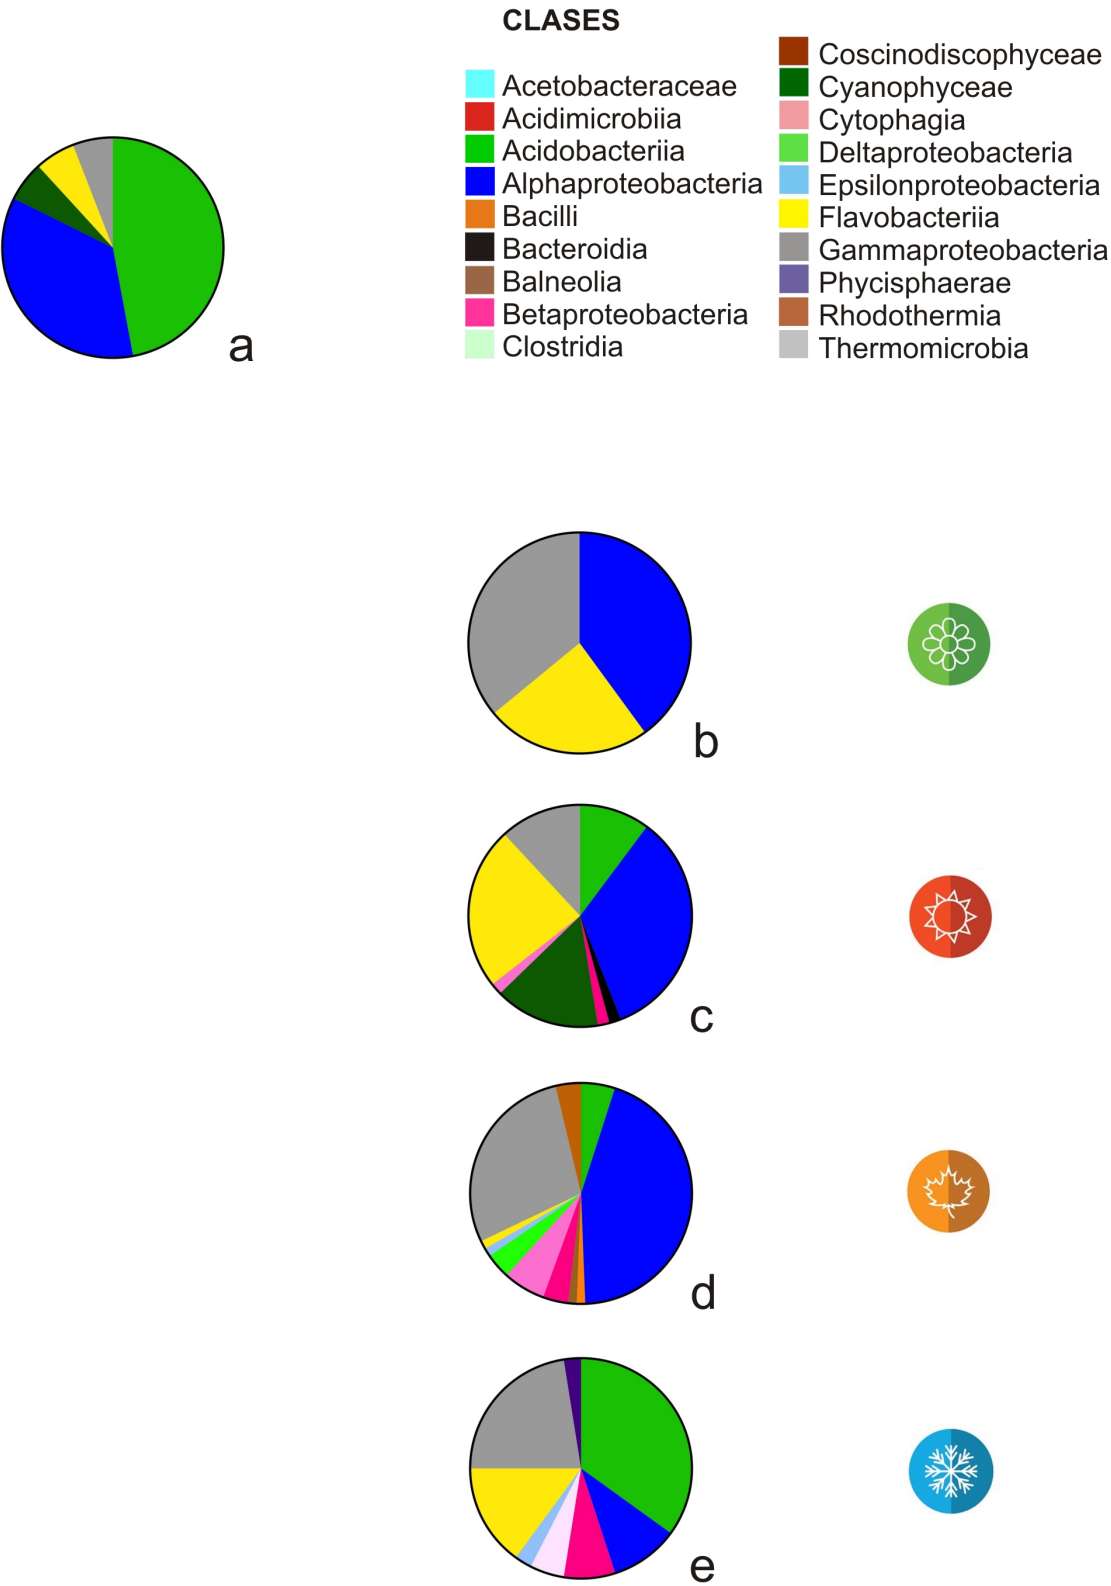 CLASES
Acetobacteraceae
Acidimicrobiia
Acidobacteriia
Alphaproteobacteria
Bacilli
Bacteroidia
Balneolia
Betaproteobacteria
Clostridia
Coscinodiscophyceae
Cyanophyceae
Cytophagia
Deltaproteobacteria
Epsilonproteobacteria
Flavobacteriia
Gammaproteobacteria
Phycisphaerae
Rhodothermia
Thermomicrobia
a
b
c
d
e